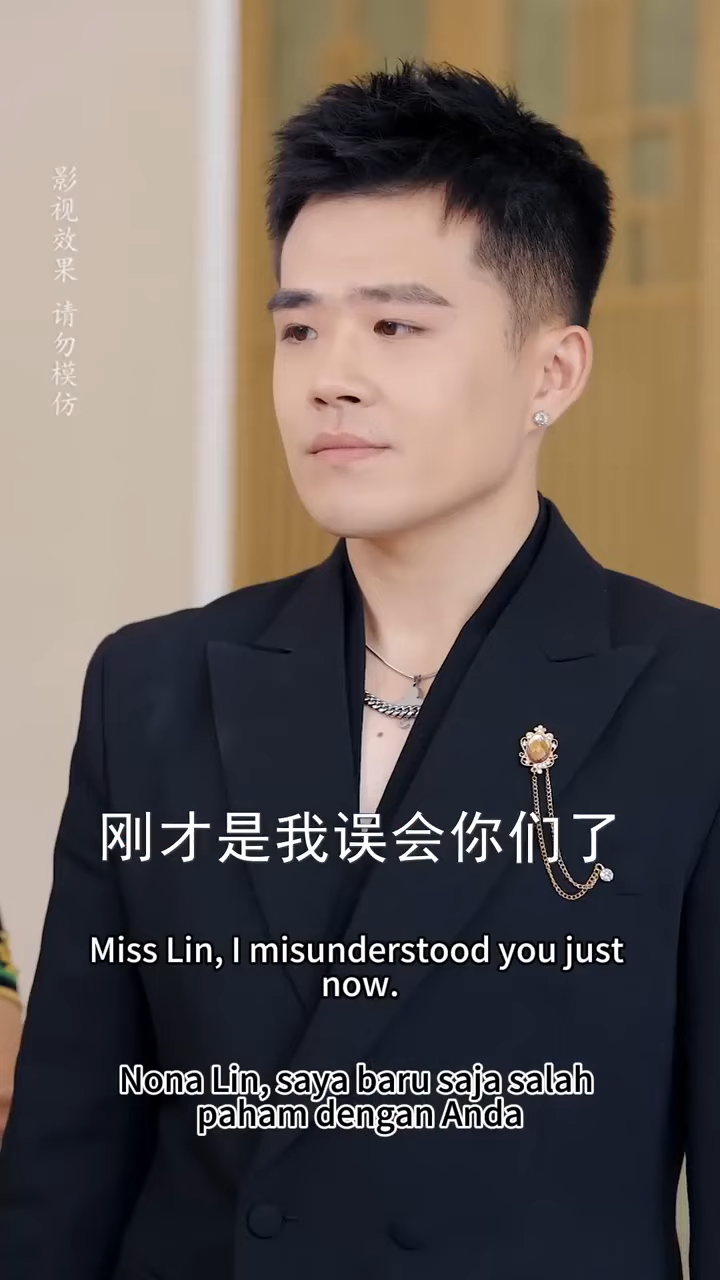 影视效果 请勿模仿
刚才是我误会你们了
Miss Lin, I misunderstood you just
now.
Nona Lin, saya baru saja salah
paham dengan Anda